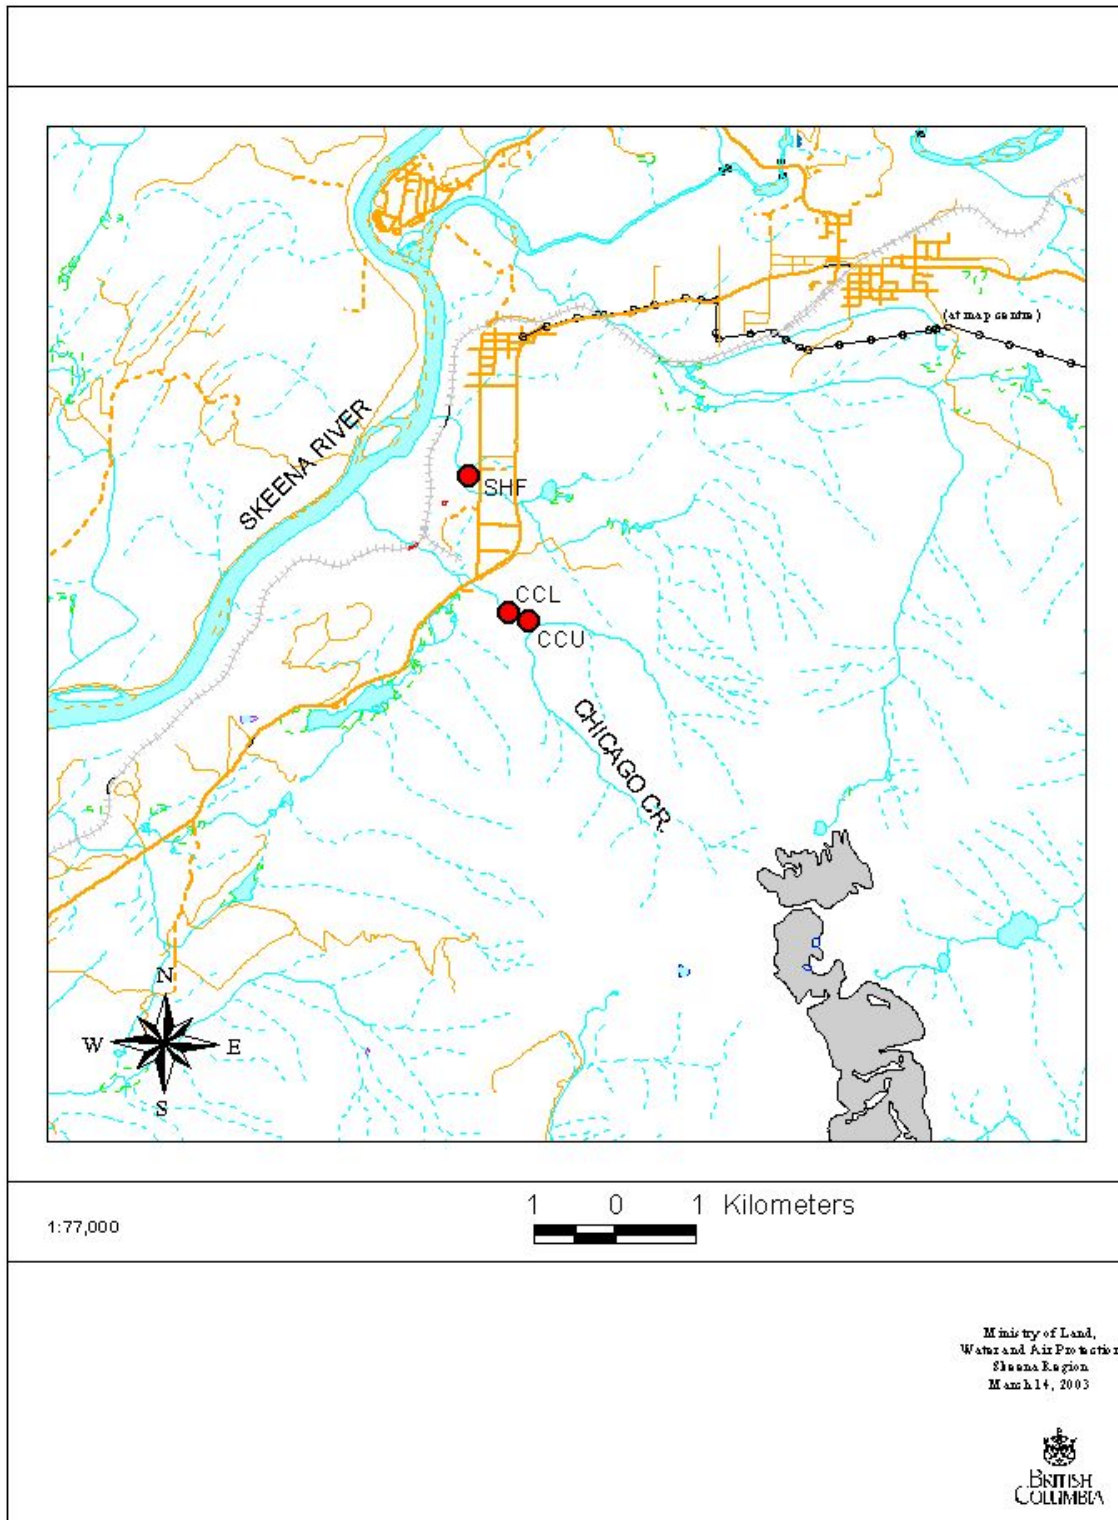 (at map centre)
SKEENA RIVER
SHF
CCL
CCU
CHICAGO CR.
N
W E
S
1:77,000
1 0 1 Kilometers
Ministry of Land,
Water and Air Protection
Skeena Region
March 14, 2003
BRITISH
COLUMBIA